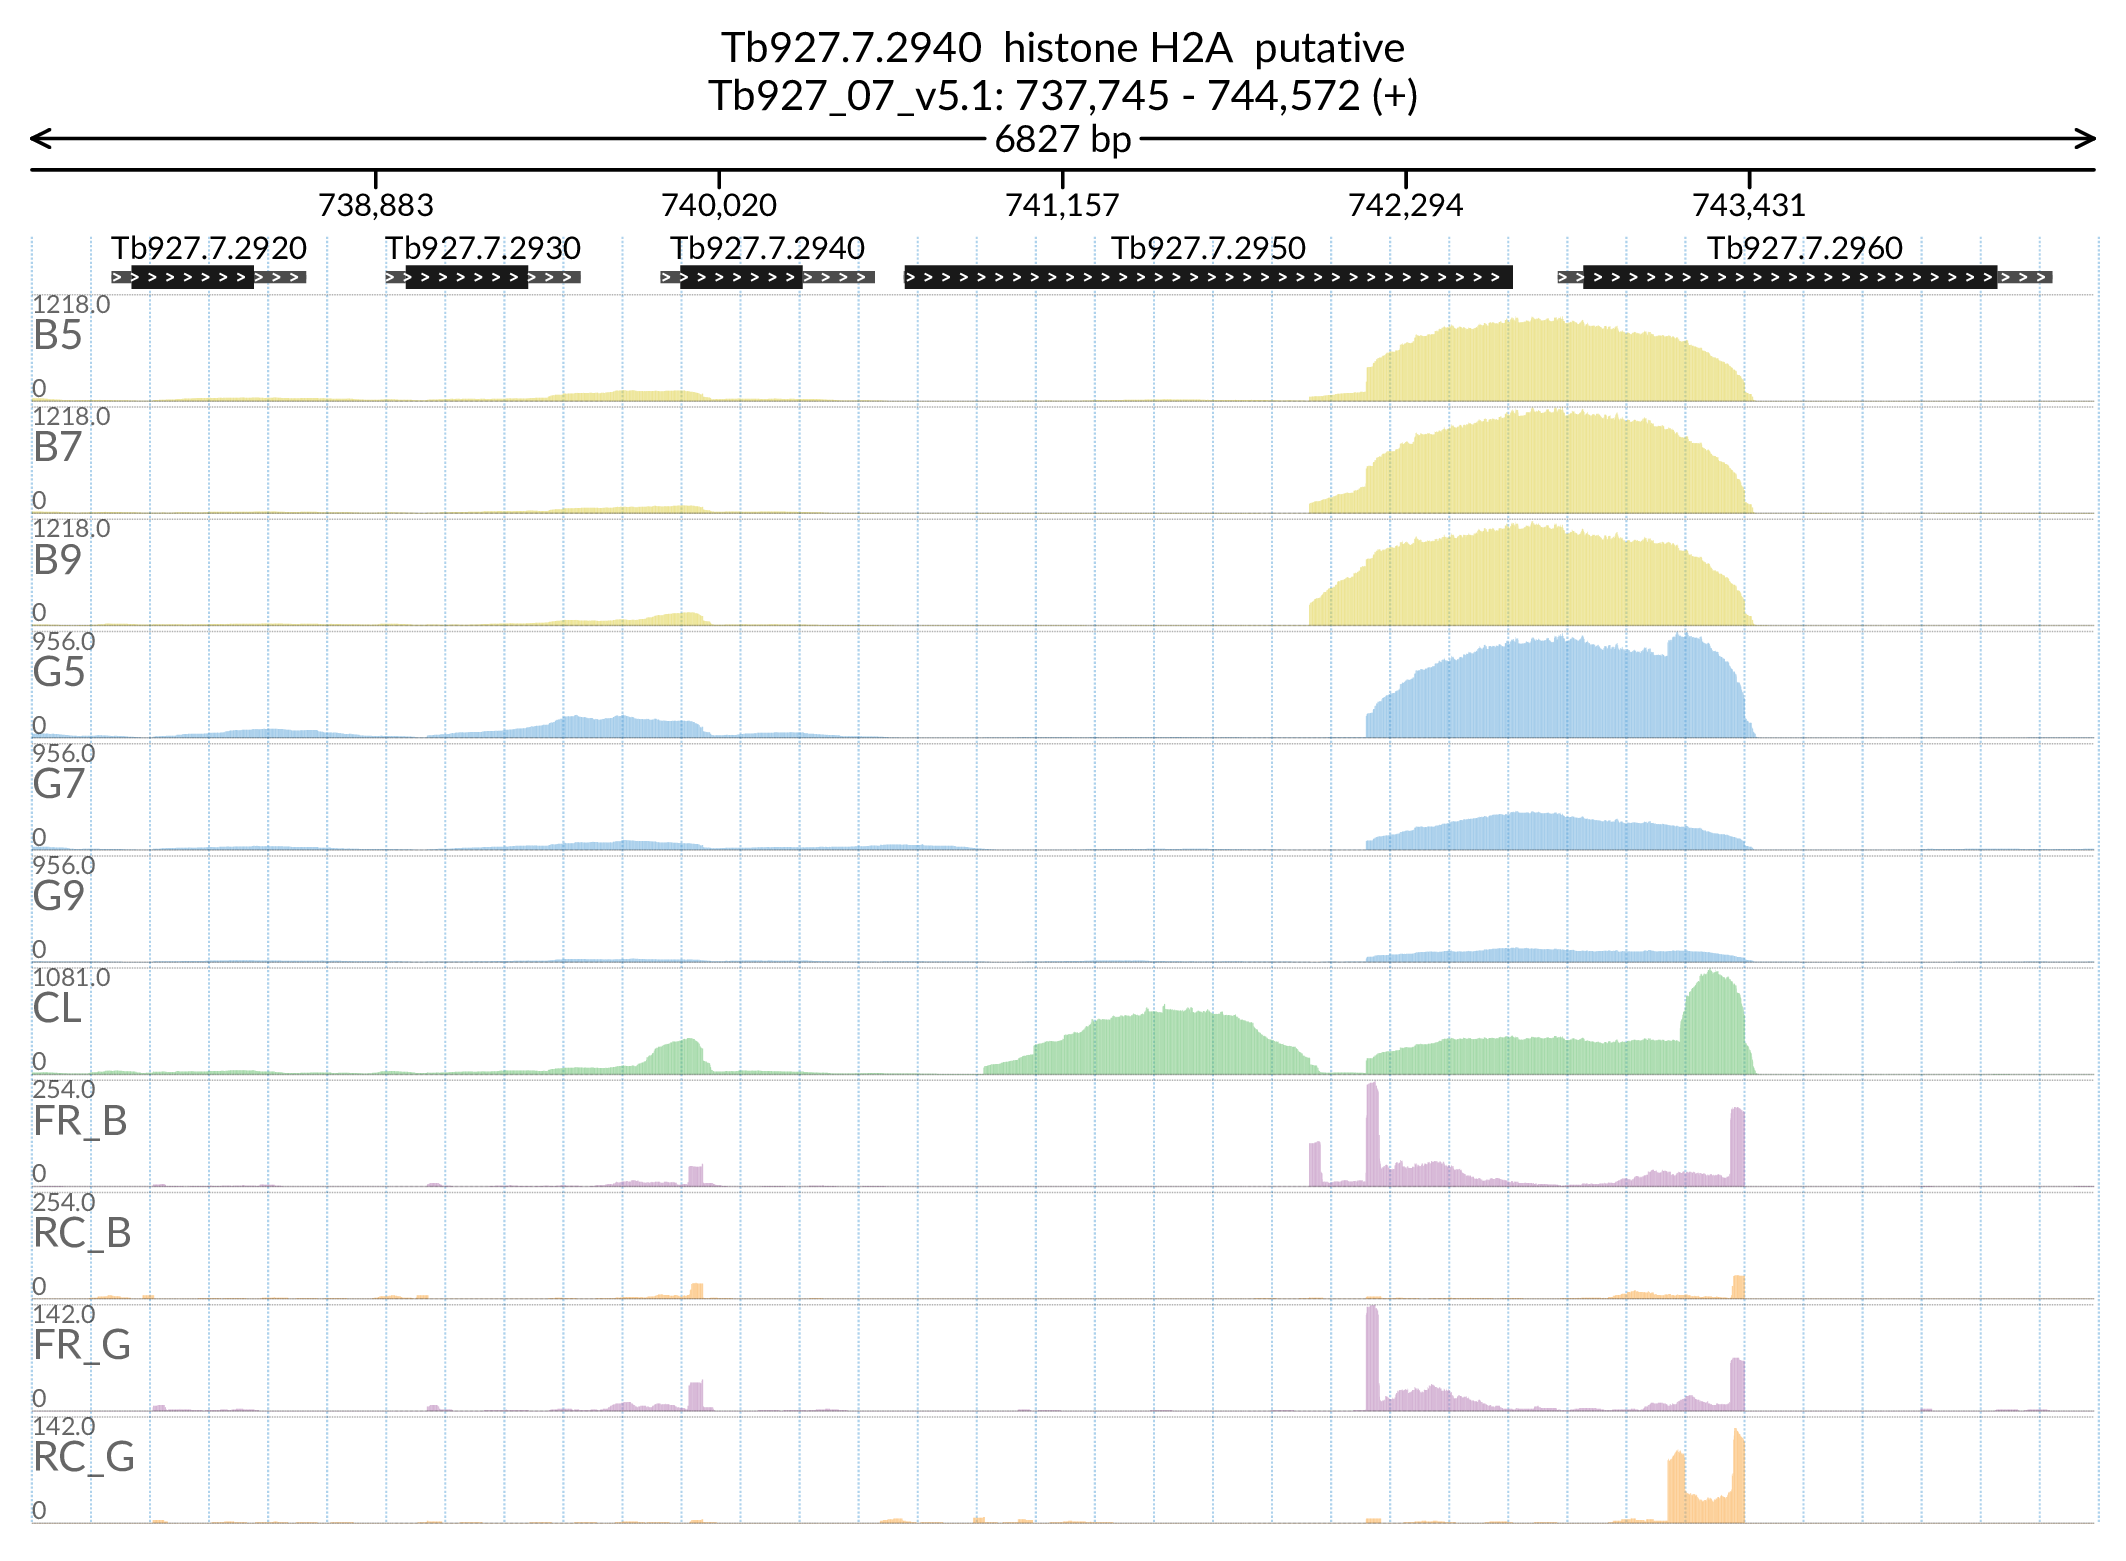 Tb927.7.2940 histone H2A putative
Tb927_07_v5.1: 737,745 - 744,572 (+)
6827 bp
738,883 740,020 741,157 742,294 743,431
Tb927.7.2920 Tb927.7.2930 Tb927.7.2940 Tb927.7.2950 Tb927.7.2960
1218.0
B5
0
1218.0
B7
0
1218.0
B9
0
956.0
G5
0
956.0
G7
0
956.0
G9
0
1081.0
CL
0
254.0
FR_B
0
254.0
RC_B
0
142.0
FR_G
0
142.0
RC_G
0